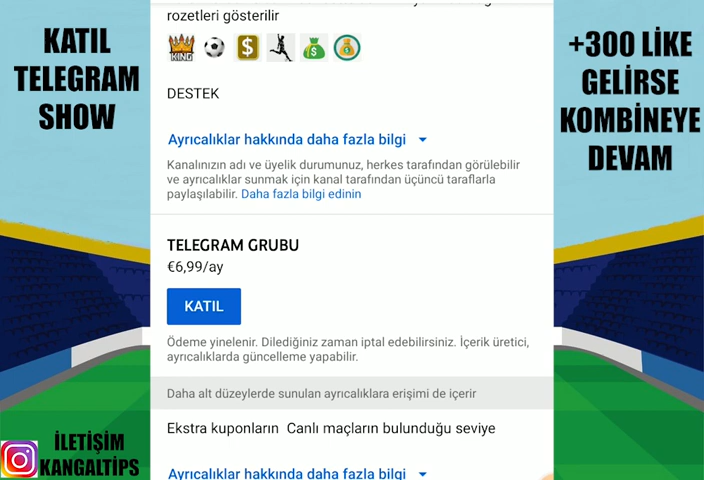 KATIL
TELEGRAM
SHOW
rozetleri gösterilir
KING
$
$
DESTEK
Ayrıcalıklar hakkında daha fazla bilgi
Kanalınızın adı ve üyelik durumunuz, herkes tarafından görülebilir
ve ayrıcalıklar sunmak için kanal tarafından üçüncü taraflarla
paylaşılabilir. Daha fazla bilgi edinin
TELEGRAM GRUBU
€6,99/ay
KATIL
Ödeme yinelenir. Dilediğiniz zaman iptal edebilirsiniz. İçerik üretici,
ayrıcalıklarda güncelleme yapabilir.
Daha alt düzeylerde sunulan ayrıcalıklara erişimi de içerir
Ekstra kuponların Canlı maçların bulunduğu seviye
Ayrıcalıklar hakkında daha fazla bilgi
+300 LİKE
GELİRSE
KOMBİNEYE
DEVAM
İLETİŞİM
KANGALTİPS